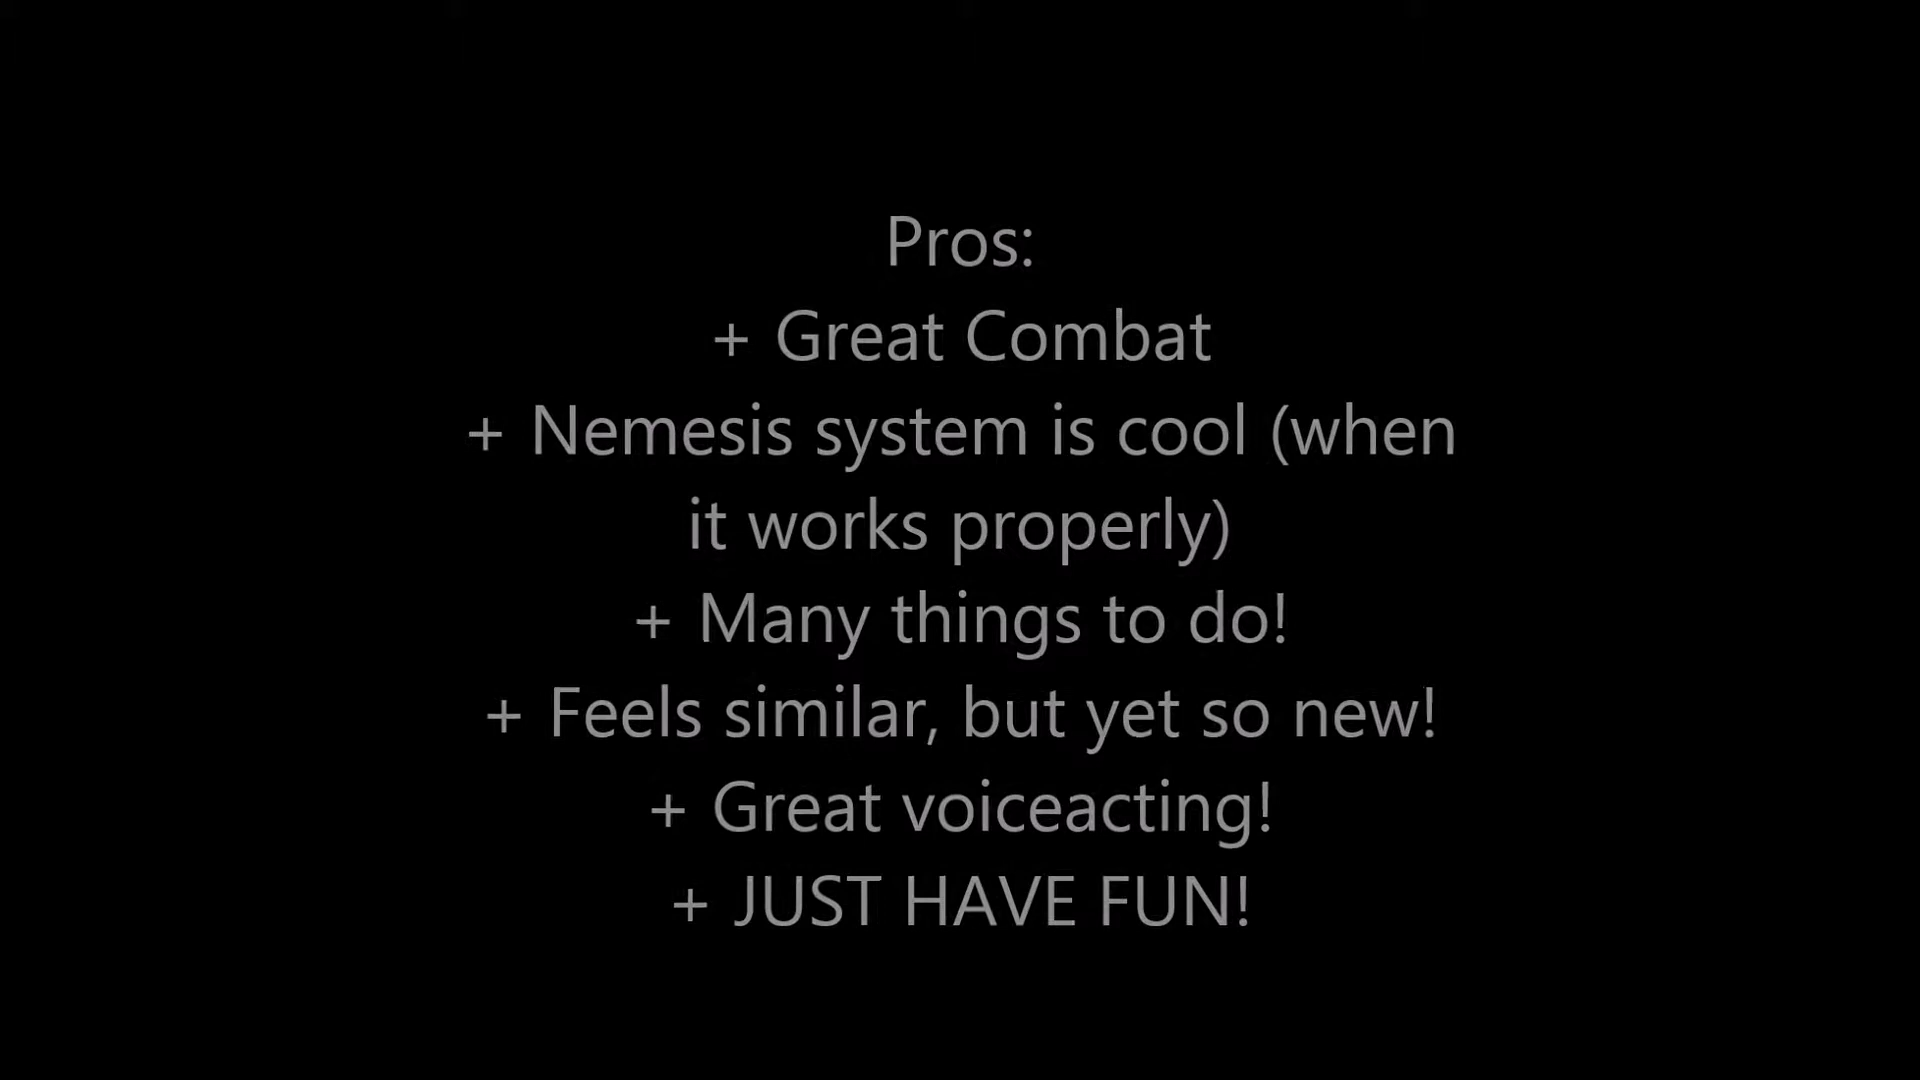 Pros:
+ Great Combat
+ Nemesis system is cool (when
it works properly)
+ Many things to do!
+ Feels similar, but yet so new!
+ Great voiceacting!
+ JUST HAVE FUN!